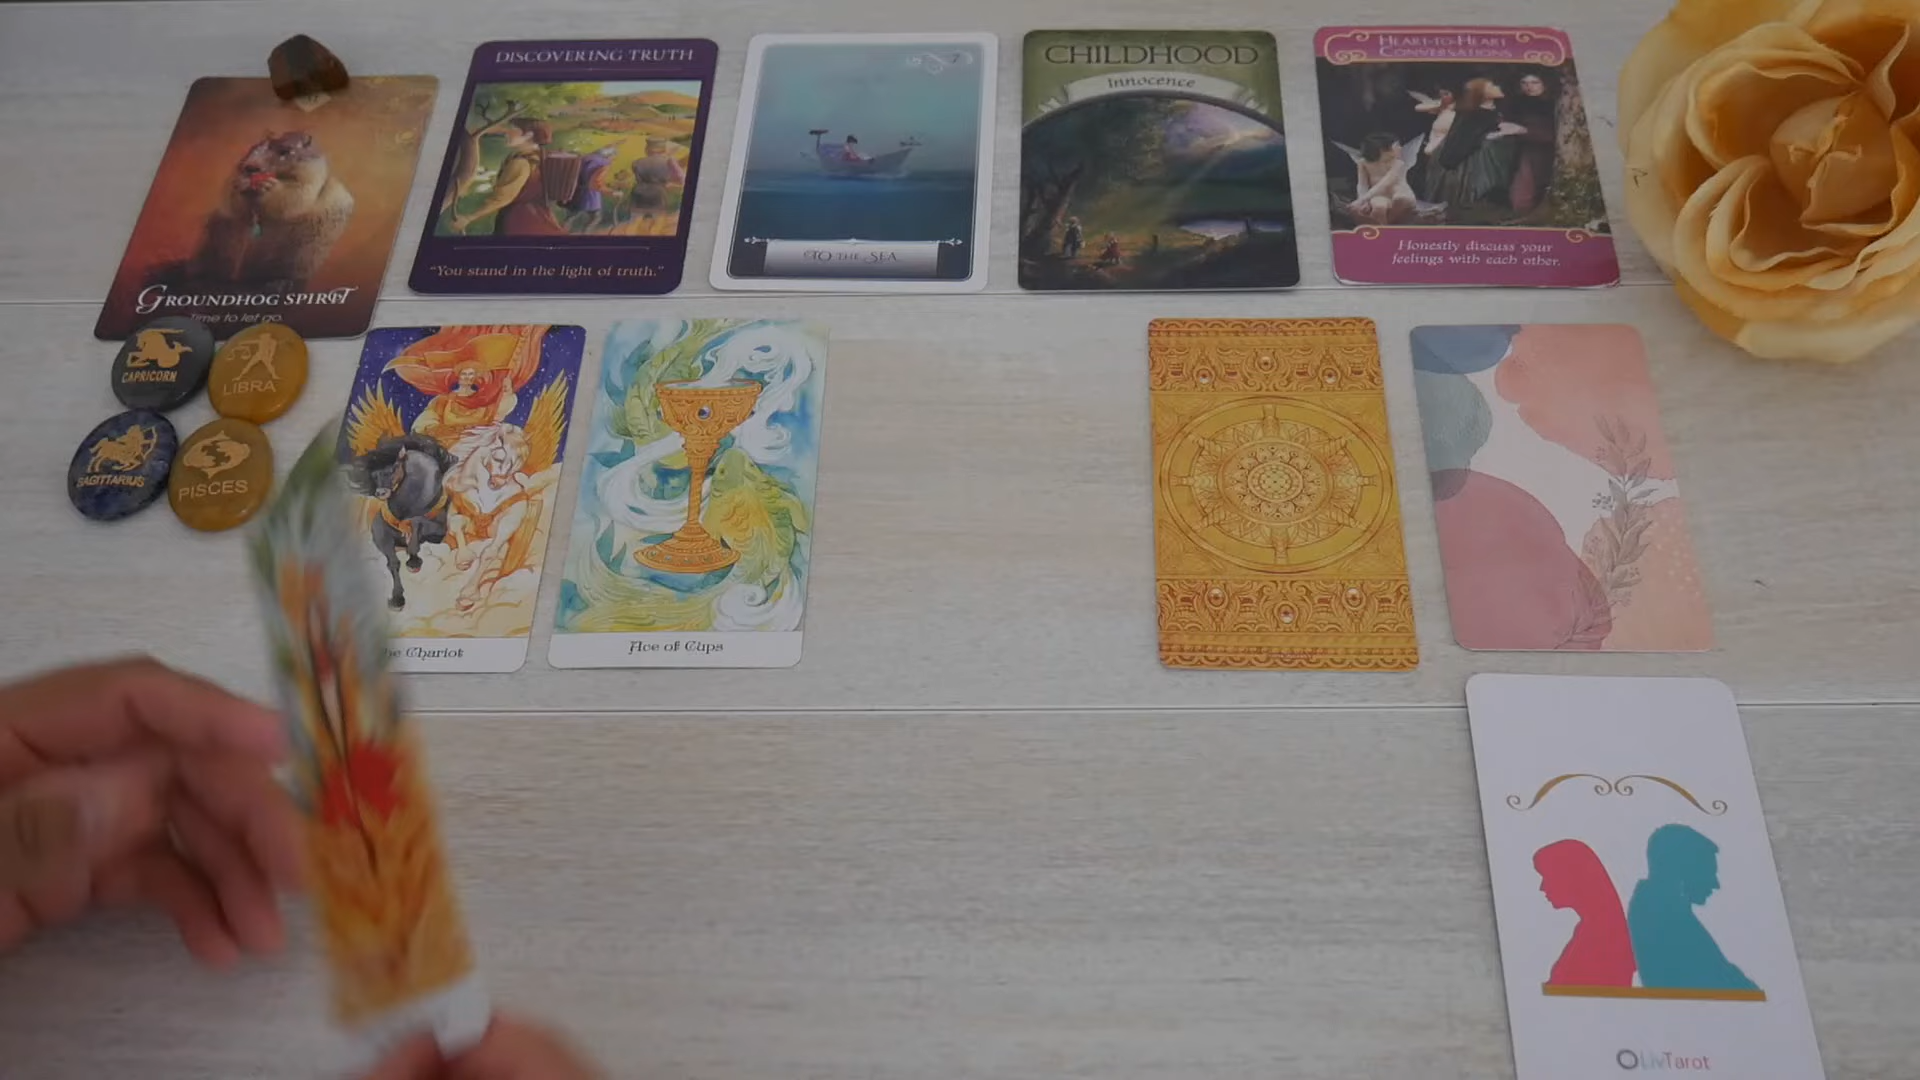 GROUNDHOG SPIRIT
Time to let go.
DISCOVERING TRUTH
"You stand in the light of truth."
7
TO THE SEA
CHILDHOOD
Innocence
HEART-TO-HEART
CONVERSATIONS
Honestly discuss your
feelings with each other.
CAPRICORN
LIBRA
SAGITTARIUS
PISCES
he Chariot
Ace of Cups
LivTarot